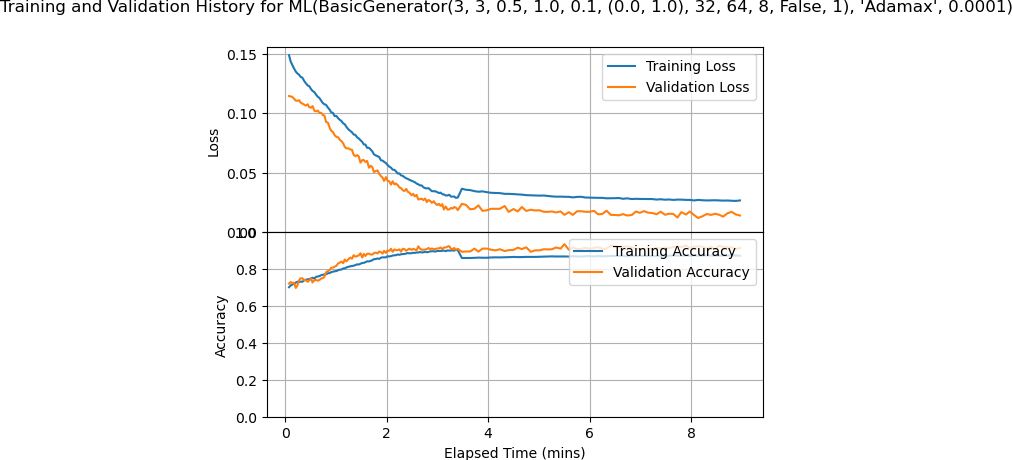 Training and Validation History for ML(BasicGenerator(3, 3, 0.5, 1.0, 0.1, (0.0, 1.0), 32, 64, 8, False, 1), 'Adamax', 0.0001)
0.15
Training Loss
Validation Loss
0.10
Loss
0.05
0.00
1.0
Training Accuracy
Validation Accuracy
0.8
0.6
Accuracy
0.4
0.2
0.0
0 2 4 6 8
Elapsed Time (mins)